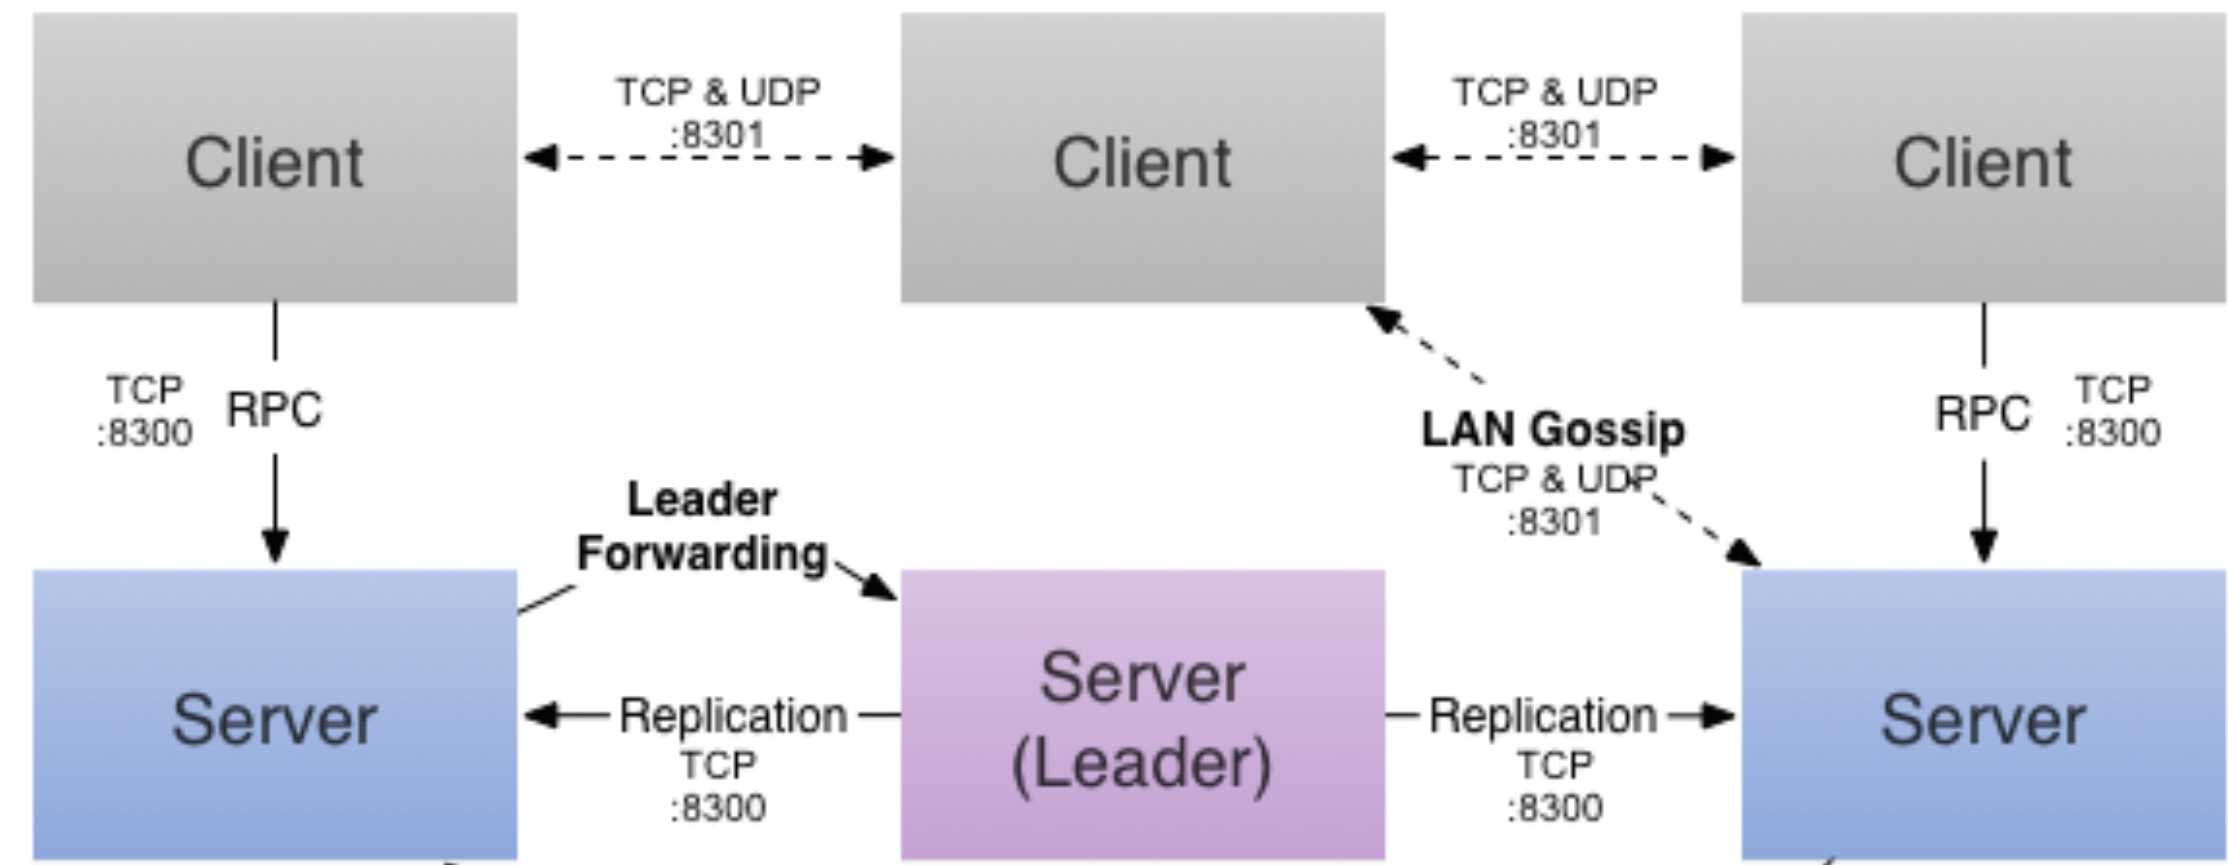 TCP & UDP
:8301
TCP & UDP
:8301
Client
Client
Client
TCP
:8300
RPC
LAN Gossip
TCP & UDP
:8301
RPC
TCP
:8300
Leader
Forwarding
Server
Replication
TCP
:8300
Server
(Leader)
Replication
TCP
:8300
Server